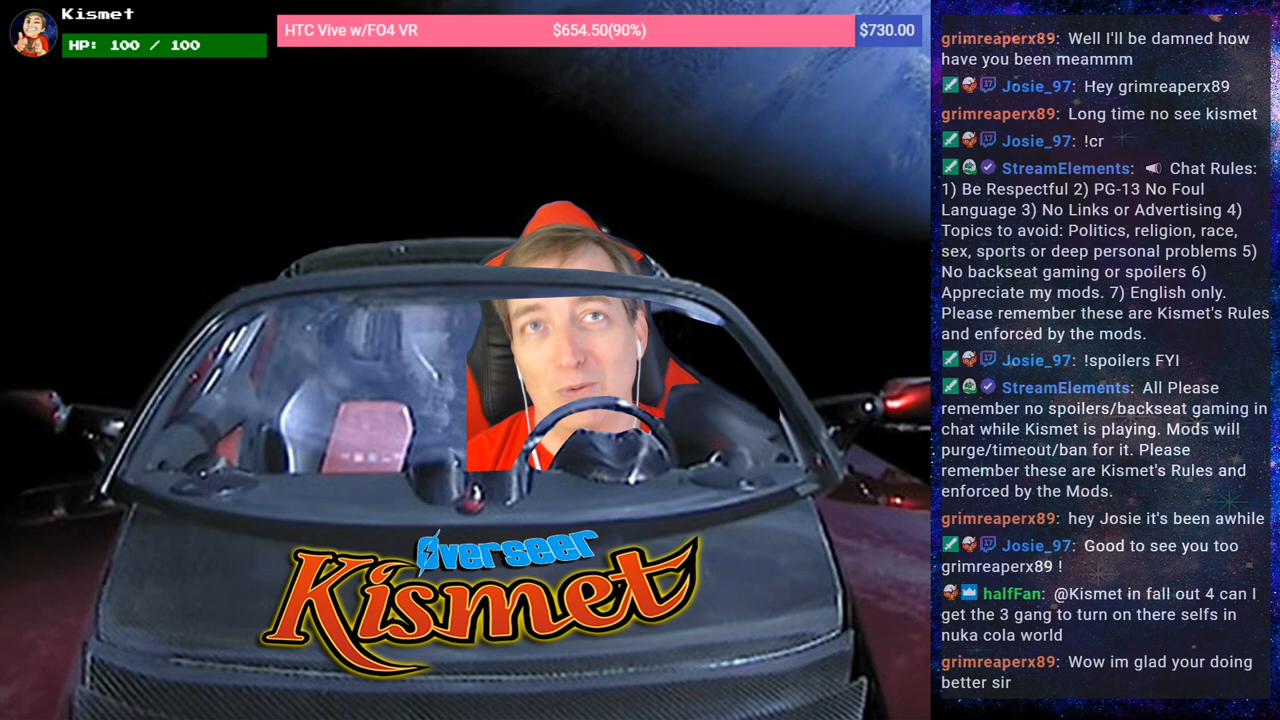 Kismet
HP: 100 / 100
HTC Vive w/FO4 VR $654.50(90%) $730.00
Øverseer
Kismet
grimreaperx89: Well I'll be damned how
have you been meammm
Josie_97: Hey grimreaperx89
grimreaperx89: Long time no see kismet
Josie_97: !cr
StreamElements: Chat Rules:
1) Be Respectful 2) PG-13 No Foul
Language 3) No Links or Advertising 4)
Topics to avoid: Politics, religion, race,
sex, sports or deep personal problems 5)
No backseat gaming or spoilers 6)
Appreciate my mods. 7) English only.
Please remember these are Kismet's Rules
and enforced by the mods.
Josie_97: !spoilers FYI
StreamElements: All Please
remember no spoilers/backseat gaming in
chat while Kismet is playing. Mods will
purge/timeout/ban for it. Please
remember these are Kismet's Rules and
enforced by the Mods.
grimreaperx89: hey Josie it's been awhile
Josie_97: Good to see you too
grimreaperx89 !
halfFan: @Kismet in fall out 4 can I
get the 3 gang to turn on there selfs in
nuka cola world
grimreaperx89: Wow im glad your doing
better sir